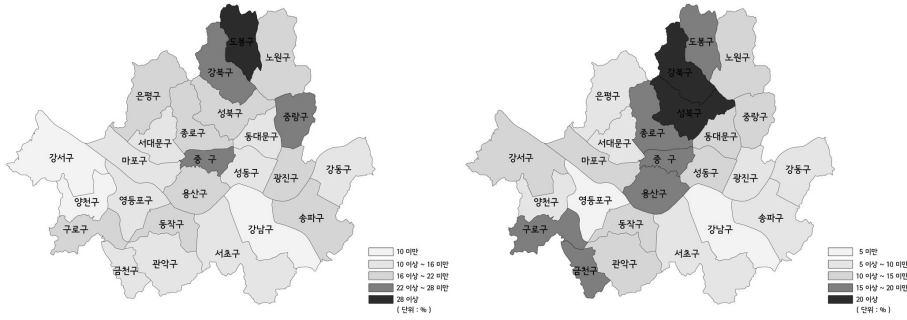 도봉구
노원구
강북구
은평구
성북구
중랑구
종로구
동대문구
서대문구
강서구
마포구
중 구
성동구
강동구
광진구
양천구
영등포구
용산구
송파구
구로구
동작구
강남구
서초구
관악구
금천구
10 미만
10 이상 ~ 16 미만
16 이상 ~ 22 미만
22 이상 ~ 28 미만
28 이상
( 단위 : % )
도봉구
노원구
강북구
은평구
성북구
중랑구
종로구
동대문구
서대문구
강서구
마포구
중 구
성동구
강동구
광진구
양천구
영등포구
용산구
송파구
구로구
동작구
강남구
서초구
관악구
금천구
5 미만
5 이상 ~ 10 미만
10 이상 ~ 15 미만
15 이상 ~ 20 미만
20 이상
( 단위 : % )